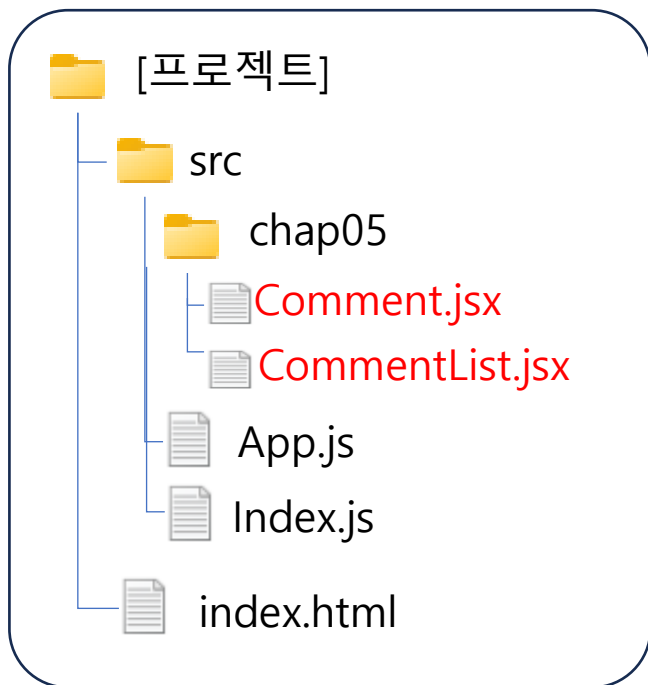 [프로젝트]
src
chap05
Comment.jsx
CommentList.jsx
App.js
Index.js
index.html